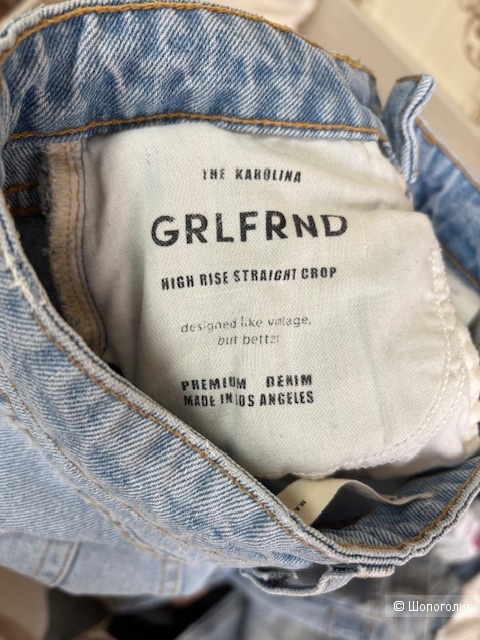 THE KAROLINA
GRLFRND
HIGH RISE STRAIGHT CROP
designed like vintage,
but better
PREMIUM DENIM
MADE IN LOS ANGELES
© Шопоголик